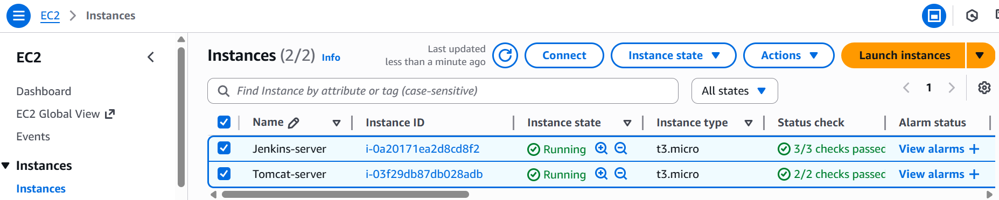 EC2 > Instances
EC2
Dashboard
EC2 Global View
Events
Instances
Instances
Instances (2/2) Info
Last updated
less than a minute ago
Connect
Instance state
Actions
Launch instances
Find Instance by attribute or tag (case-sensitive)
All states
1
Name Instance ID Instance state Instance type Status check Alarm status
Jenkins-server i-0a20171ea2d8cd8f2 Running t3.micro 3/3 checks passed View alarms +
Tomcat-server i-03f29db87db028adb Running t3.micro 2/2 checks passed View alarms +